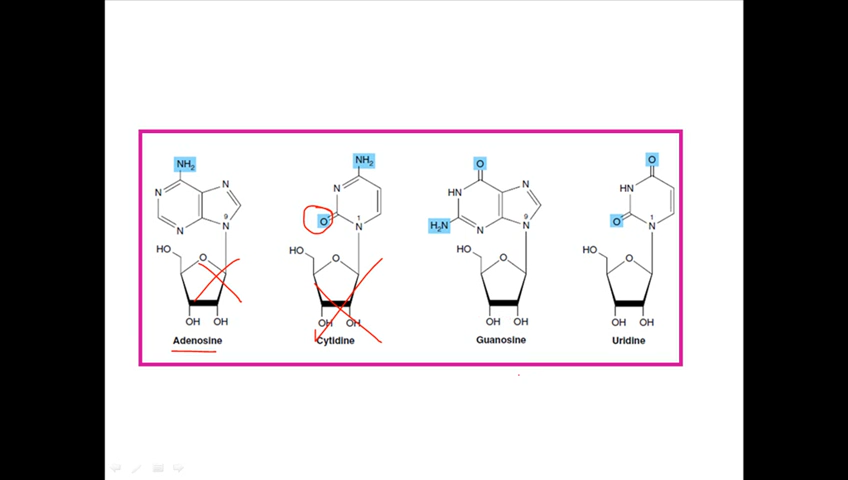 NH₂ NH₂ O O
N N N N HN HN
N 9 N O 1 N H₂N N 9 N O 1 N
HO O HO O HO O HO O
OH OH OH OH OH OH OH OH
Adenosine Cytidine Guanosine Uridine